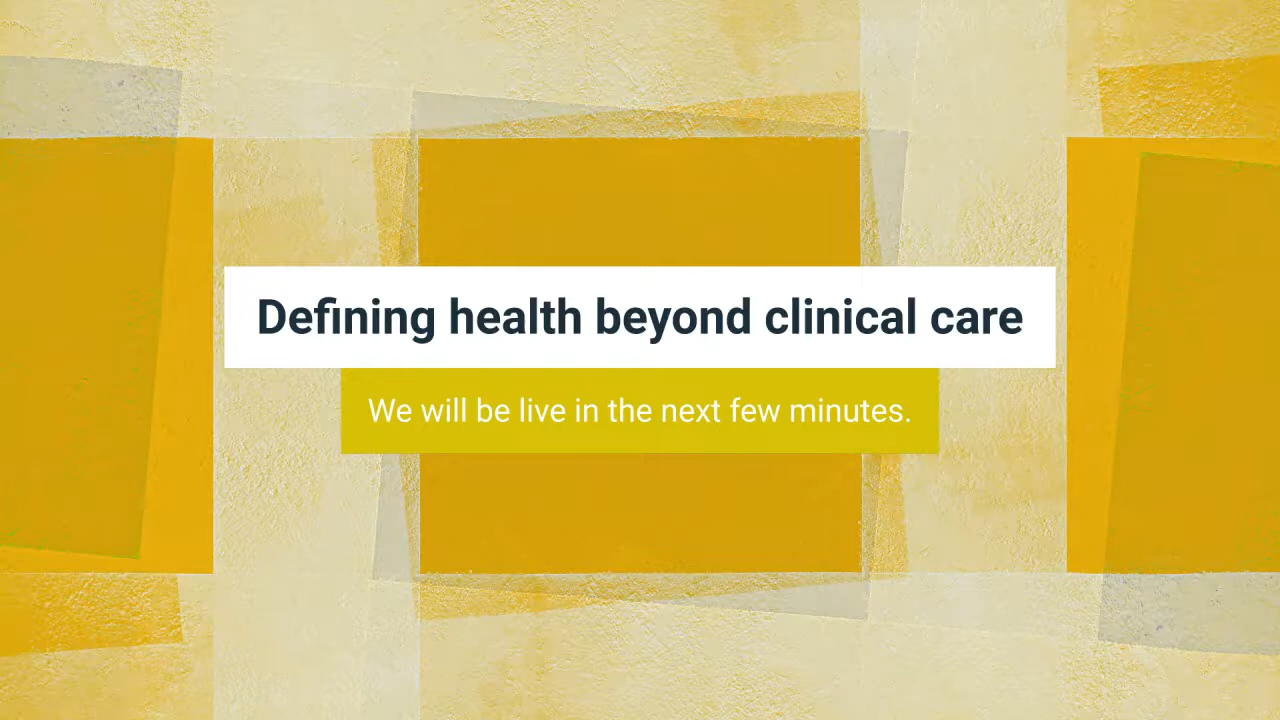 Defining health beyond clinical care
We will be live in the next few minutes.